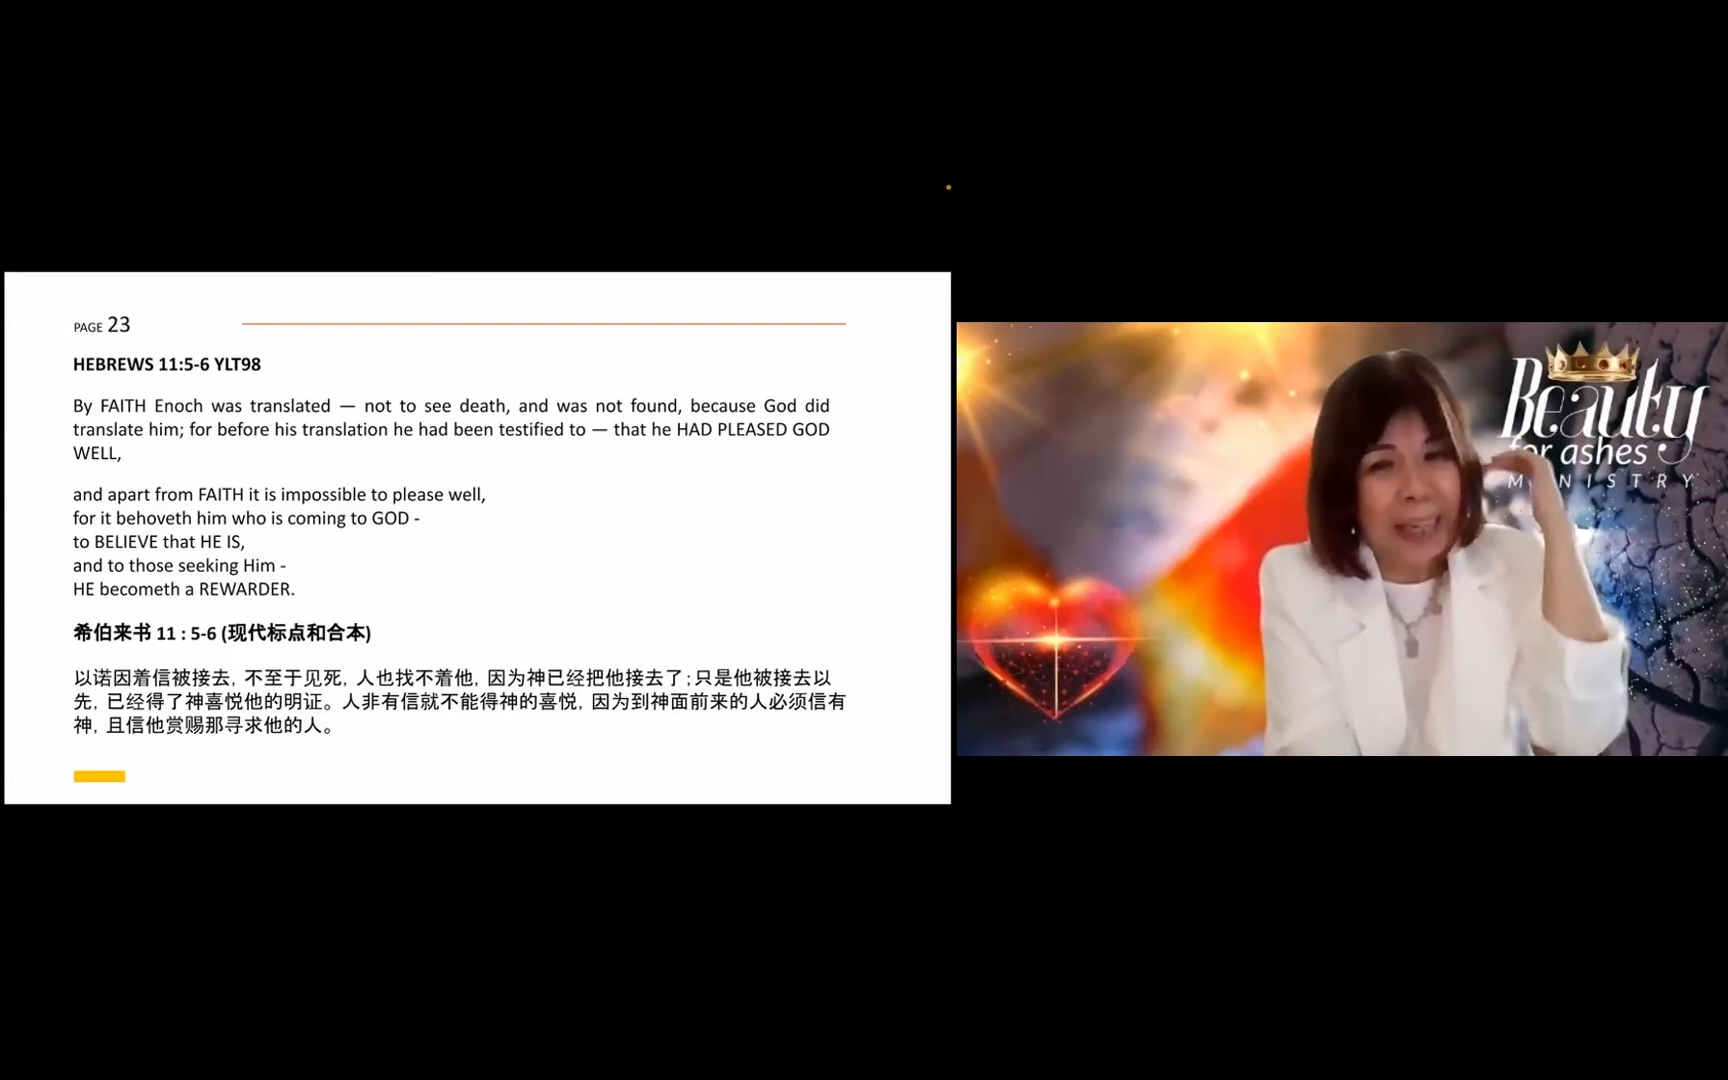 PAGE 23
HEBREWS 11:5-6 YLT98
By FAITH Enoch was translated — not to see death, and was not found, because God did
translate him; for before his translation he had been testified to — that he HAD PLEASED GOD
WELL,
and apart from FAITH it is impossible to please well,
for it behoveth him who is coming to GOD -
to BELIEVE that HE IS,
and to those seeking Him -
HE becometh a REWARDER.
希伯来书 11 : 5-6 (现代标点和合本)
以诺因着信被接去, 不至于见死, 人也找不着他, 因为神已经把他接去了; 只是他被接去以
先, 已经得了神喜悦他的明证。人非有信就不能得神的喜悦, 因为到神面前来的人必须信有
神, 且信他赏赐那寻求他的人。
Beauty
for ashes
MINISTRY